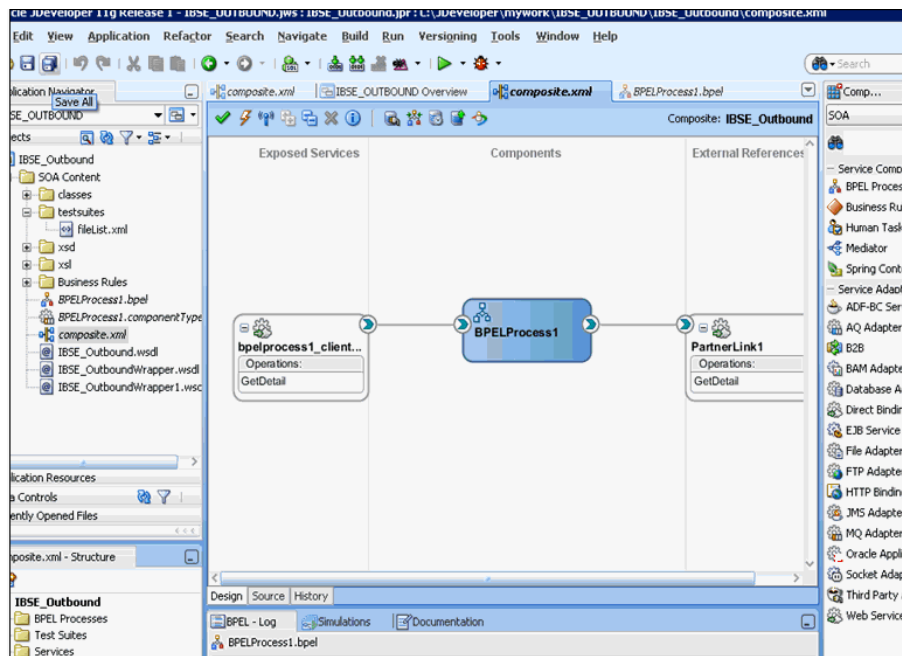 cle JDeveloper 11g Release 1 - IBSE_OUTBOUND.jws : IBSE_Outbound.jpr : C:\JDeveloper\mywork\IBSE_OUTBOUND\IBSE_Outbound\composite.xml
Edit View Application Refactor Search Navigate Build Run Versioning Tools Window Help
Search
plication Navigator
Save All
SE_OUTBOUND
ects
IBSE_Outbound
SOA Content
classes
testsuites
fileList.xml
xsd
xsl
Business Rules
BPELProcess1.bpel
BPELProcess1.componentType
composite.xml
IBSE_Outbound.wsdl
IBSE_OutboundWrapper.wsdl
IBSE_OutboundWrapper1.wsd
lication Resources
a Controls
ently Opened Files
mposite.xml - Structure
IBSE_Outbound
BPEL Processes
Test Suites
Services
composite.xml IBSE_OUTBOUND Overview composite.xml BPELProcess1.bpel
Composite: IBSE_Outbound
Exposed Services Components External References
bpelprocess1_client...
Operations:
GetDetail
BPELProcess1
PartnerLink1
Operations:
GetDetail
Design Source History
BPEL - Log Simulations Documentation
BPELProcess1.bpel
Comp...
SOA
Service Comp
BPEL Proces
Business Ru
Human Task
Mediator
Spring Cont
Service Adap
ADF-BC Ser
AQ Adapter
B2B
BAM Adapte
Database A
Direct Bindin
EJB Service
File Adapter
FTP Adapte
HTTP Bindin
JMS Adapte
MQ Adapter
Oracle Appli
Socket Adap
Third Party
Web Service